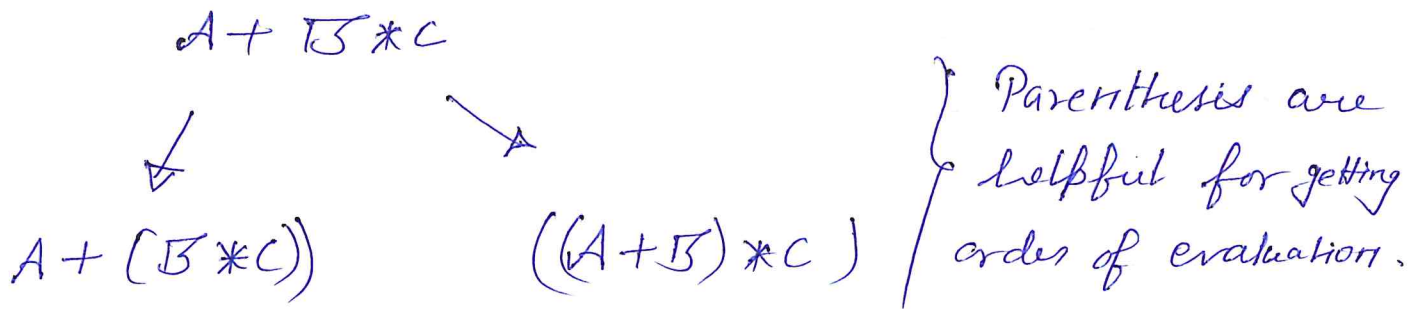 A + B * C
A + (B * C))
((A + B) * C)
Parenthesis are
helpful for getting
order of evaluation.